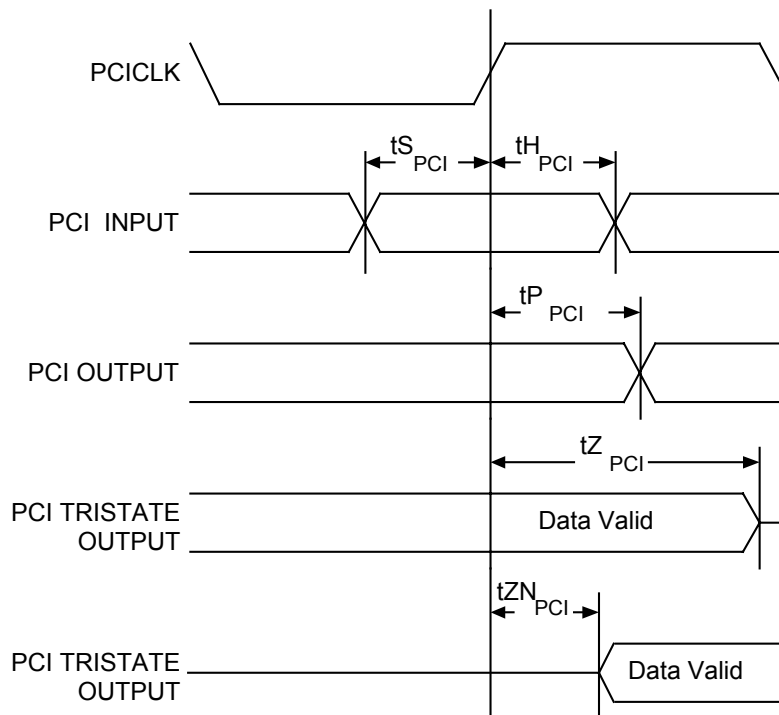 PCICLK
tS PCI
tH PCI
PCI INPUT
tP PCI
PCI OUTPUT
tZ PCI
PCI TRISTATE
OUTPUT
Data Valid
tZN PCI
PCI TRISTATE
OUTPUT
Data Valid